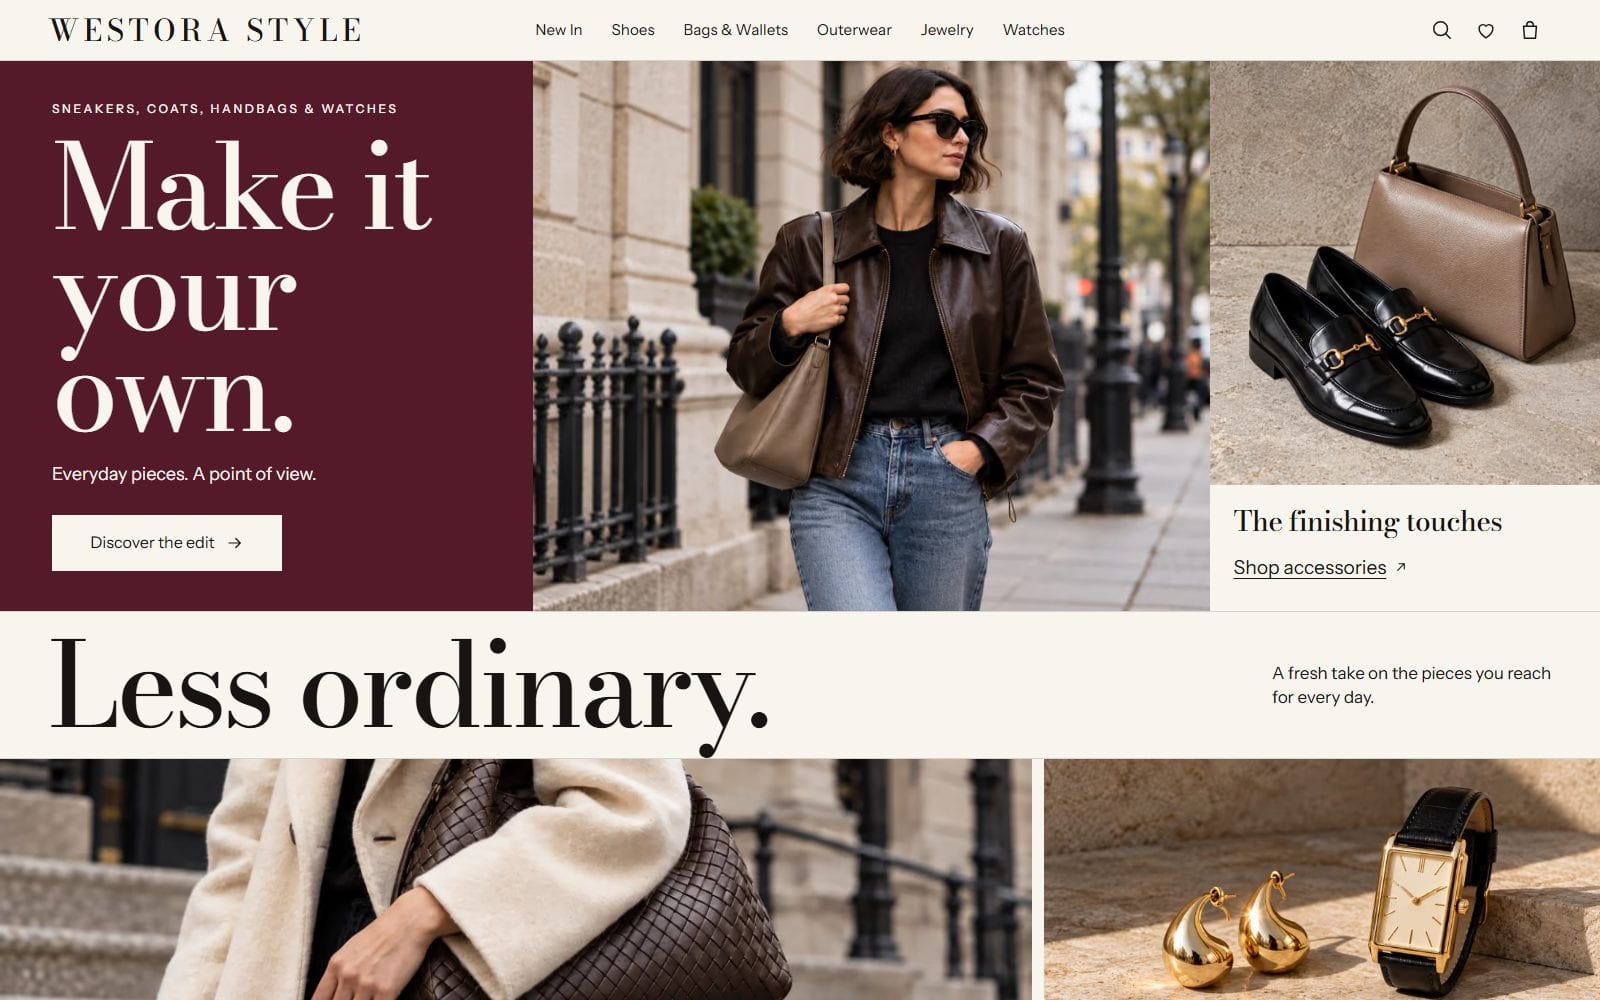 WESTORA STYLE
New In
Shoes
Bags & Wallets
Outerwear
Jewelry
Watches
SNEAKERS, COATS, HANDBAGS & WATCHES
Make it
your
own.
Everyday pieces. A point of view.
Discover the edit →
The finishing touches
Shop accessories ↗
Less ordinary.
A fresh take on the pieces you reach
for every day.